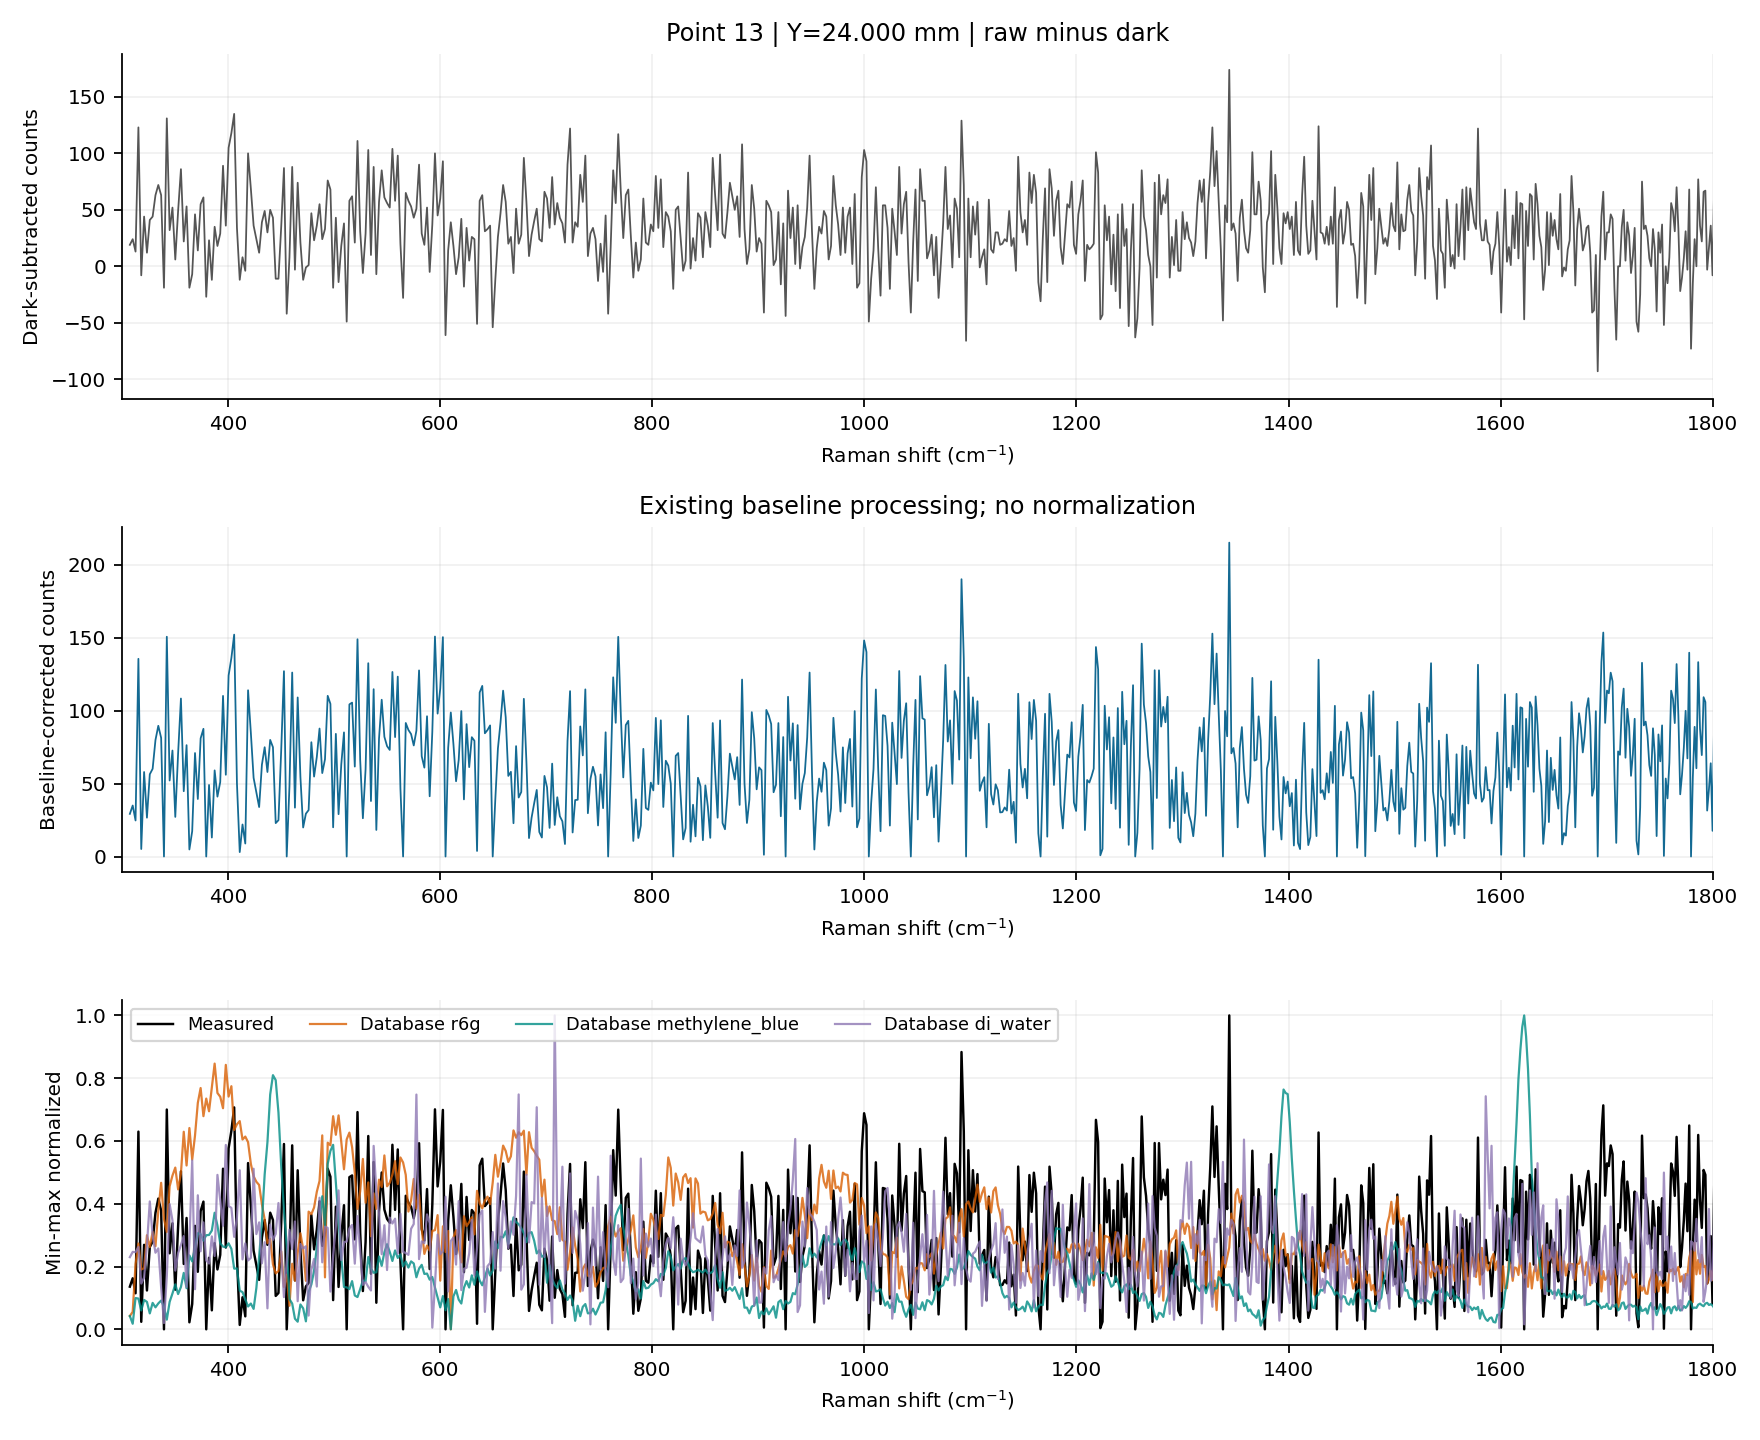 Point 13 | Y=24.000 mm | raw minus dark
Dark-subtracted counts
150
100
50
0
−50
−100
400 600 800 1000 1200 1400 1600 1800
Raman shift (cm⁻¹)
Existing baseline processing; no normalization
Baseline-corrected counts
200
150
100
50
0
400 600 800 1000 1200 1400 1600 1800
Raman shift (cm⁻¹)
Measured Database r6g Database methylene_blue Database di_water
Min-max normalized
1.0
0.8
0.6
0.4
0.2
0.0
400 600 800 1000 1200 1400 1600 1800
Raman shift (cm⁻¹)